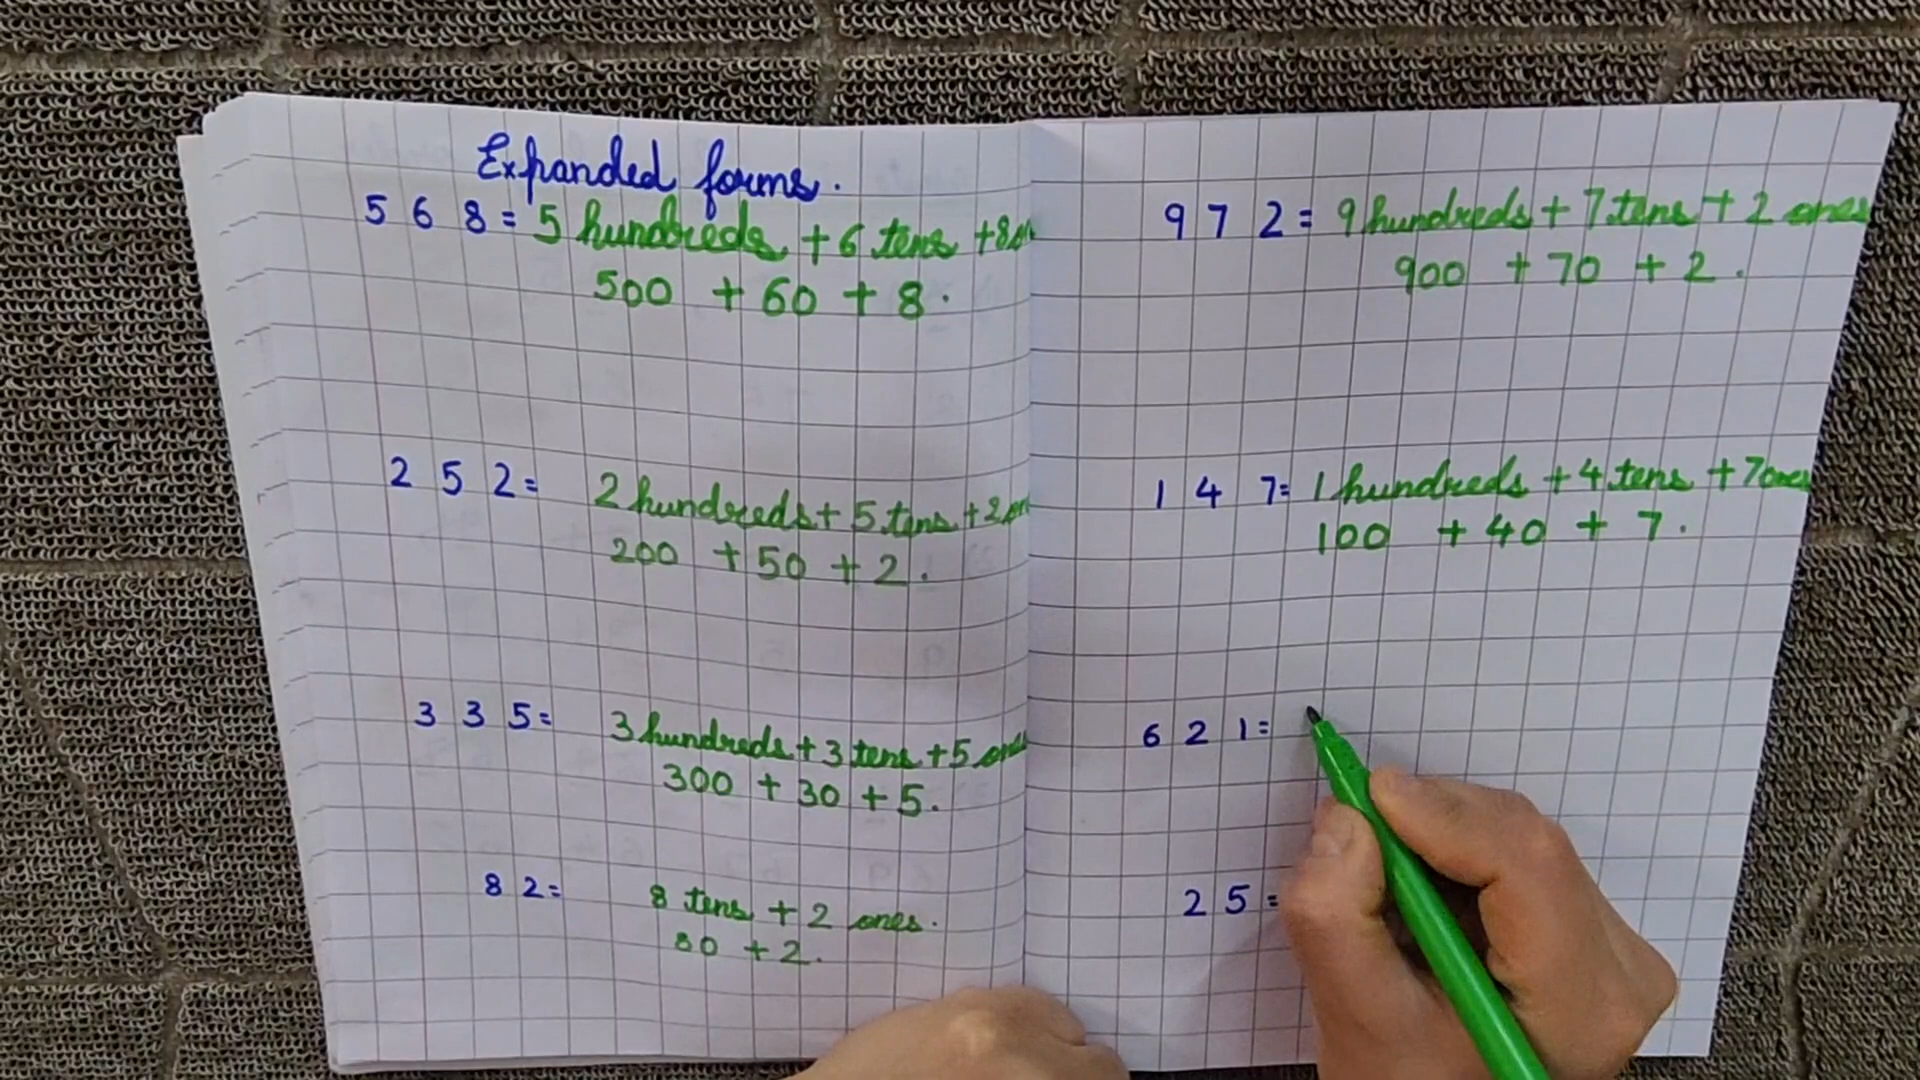 Expanded forms.
5 6 8 = 5 hundreds + 6 tens + 8
500 + 60 + 8.
2 5 2 = 2 hundreds + 5 tens + 2
200 + 50 + 2.
3 3 5 = 3 hundreds + 3 tens + 5 ones
300 + 30 + 5.
8 2 = 8 tens + 2 ones.
80 + 2.
9 7 2 = 9 hundreds + 7 tens + 2 ones
900 + 70 + 2.
1 4 7 = 1 hundreds + 4 tens + 7 ones
100 + 40 + 7.
6 2 1 =
2 5 =